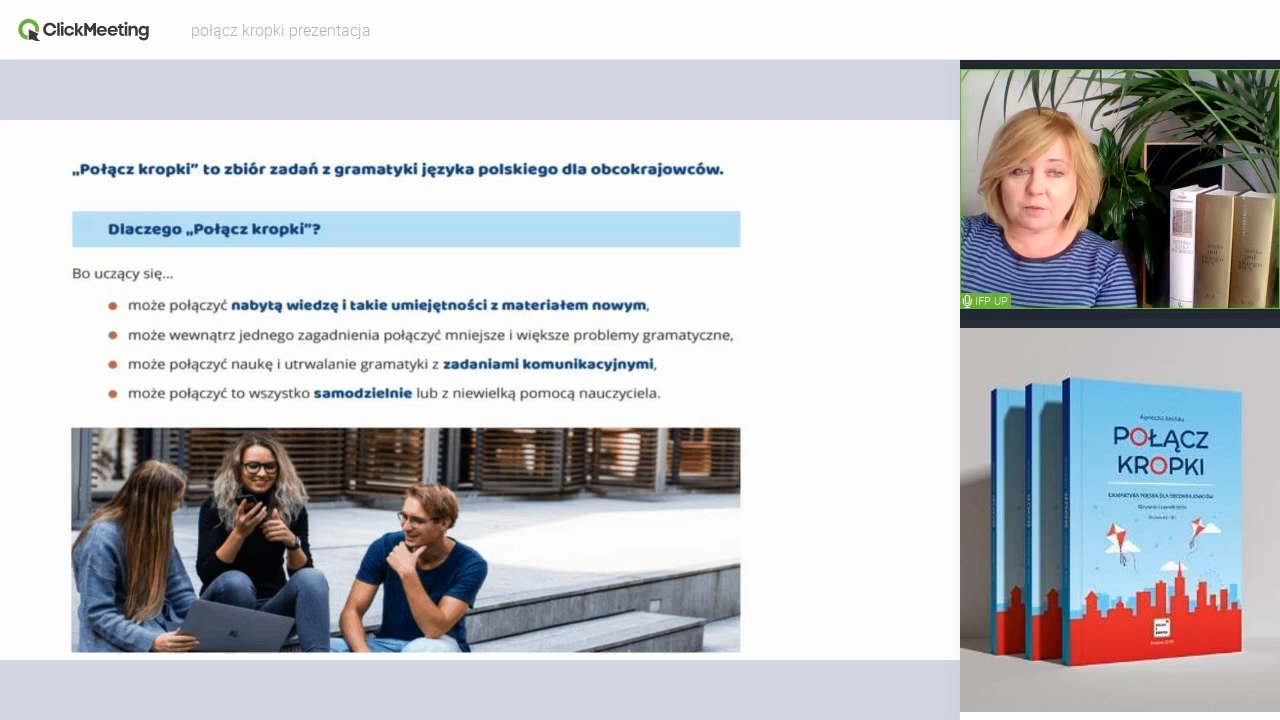 ClickMeeting
połącz kropki prezentacja
„Połącz kropki” to zbiór zadań z gramatyki języka polskiego dla obcokrajowców.
Dlaczego „Połącz kropki”?
Bo uczący się...
może połączyć nabytą wiedzę i takie umiejętności z materiałem nowym,
może wewnątrz jednego zagadnienia połączyć mniejsze i większe problemy gramatyczne,
może połączyć naukę i utrwalanie gramatyki z zadaniami komunikacyjnymi,
może połączyć to wszystko samodzielnie lub z niewielką pomocą nauczyciela.
IFP UP
POŁĄCZ
KROPKI
GRAMATYKA POLSKA DLA OBCOKRAJOWCÓW